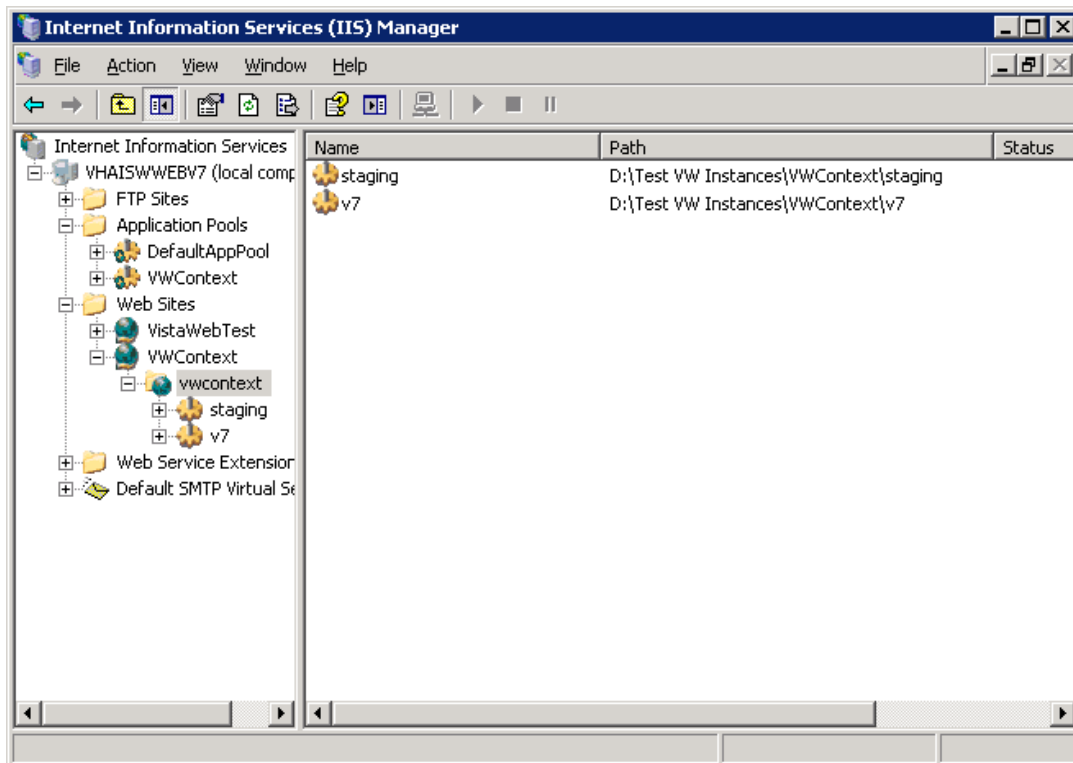 Internet Information Services (IIS) Manager
File Action View Window Help
Internet Information Services
VHAISWWEBV7 (local comp
FTP Sites
Application Pools
DefaultAppPool
VWContext
Web Sites
VistaWebTest
VWContext
vwcontext
staging
v7
Web Service Extension
Default SMTP Virtual Se
Name Path Status
staging D:\Test VW Instances\VWContext\staging
v7 D:\Test VW Instances\VWContext\v7